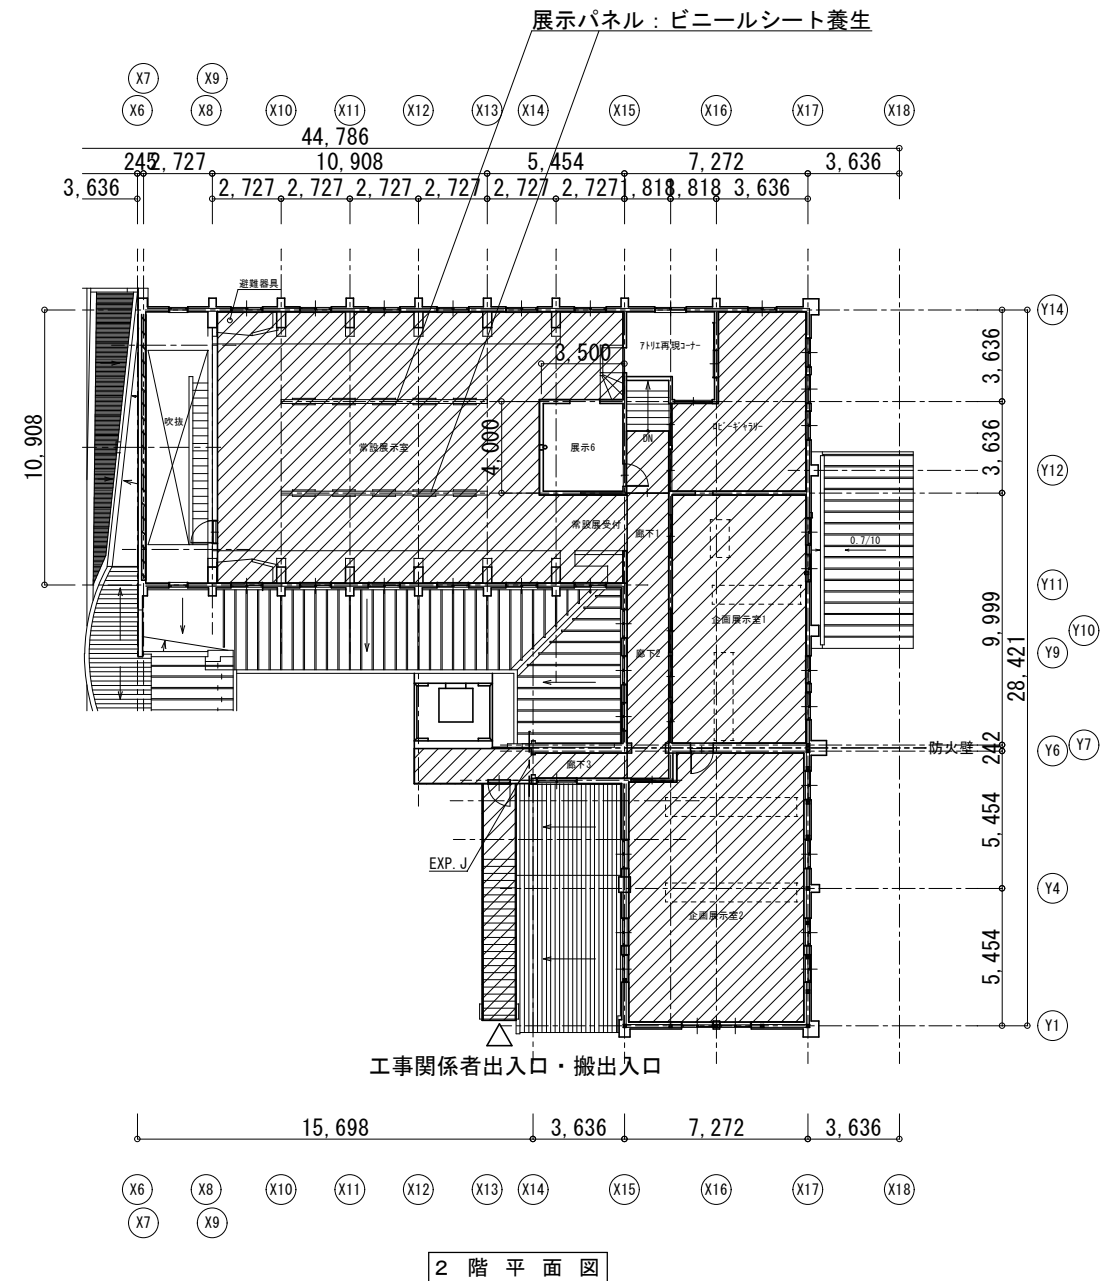 展示パネル：ビニールシート養生
X7 X9
X6 X8 X10 X11 X12 X13 X14 X15 X16 X17 X18
44,786
245 2,727 10,908 5,454 7,272 3,636
3,636 2,727 2,727 2,727 2,727 2,727 2,727 1,818 1,818 3,636
避難器具
Y14
ｱﾄﾘｴ再現ｺｰﾅｰ
3,500
3,636
吹抜
常設展示室
4,000
展示6
DN
ﾛﾋﾞｰｷﾞｬﾗﾘｰ
10,908
3,636
Y12
常設展受付
廊下1
0.7/10
Y11
企画展示室1
9,999
Y10
廊下2
Y9
28,421
防火壁
242
Y6 Y7
廊下3
5,454
EXP.J
Y4
企画展示室2
5,454
Y1
工事関係者出入口・搬出入口
15,698 3,636 7,272 3,636
X6 X8 X10 X11 X12 X13 X14 X15 X16 X17 X18
X7 X9
2 階 平 面 図